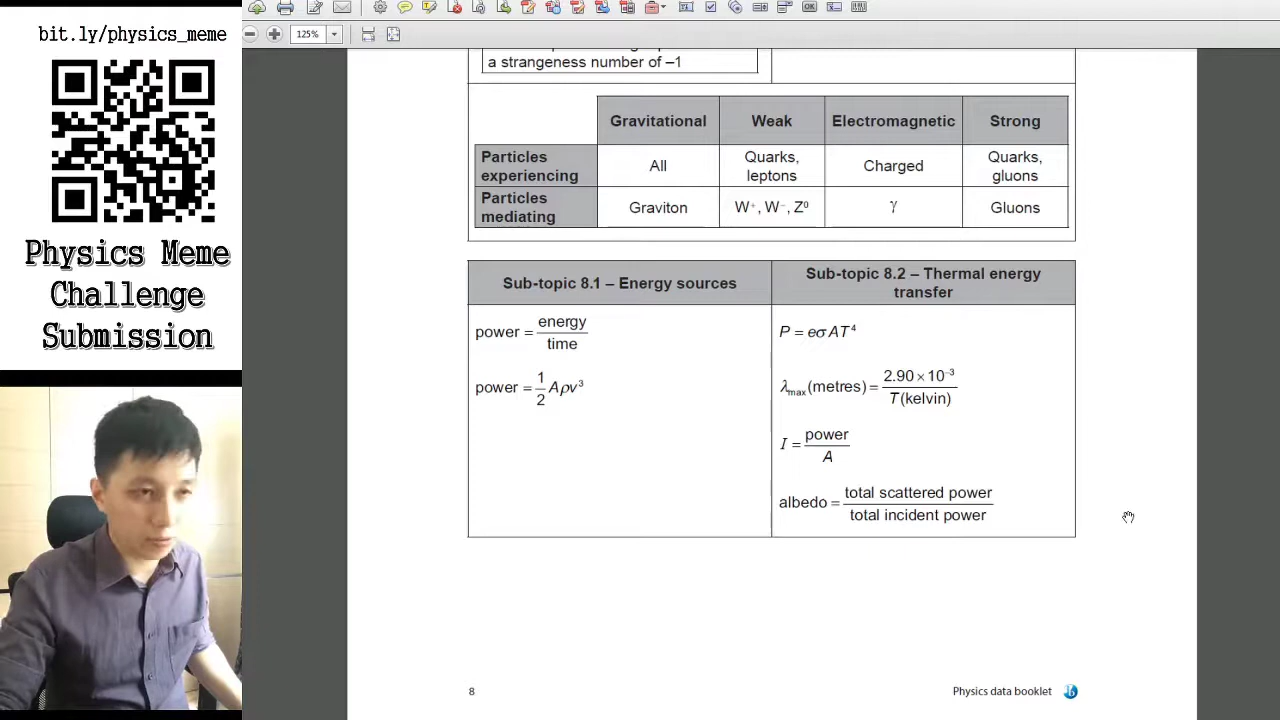 bit.ly/physics_meme
Physics Meme
Challenge
Submission
125%
a strangeness number of –1
Gravitational Weak Electromagnetic Strong
Particles experiencing All Quarks, leptons Charged Quarks, gluons
Particles mediating Graviton W⁺, W⁻, Z⁰ γ Gluons
Sub-topic 8.1 – Energy sources
power = energy / time
power = 1/2 Aρv³
Sub-topic 8.2 – Thermal energy
transfer
P = eσAT⁴
λmax (metres) = 2.90 × 10⁻³ / T(kelvin)
I = power / A
albedo = total scattered power / total incident power
8
Physics data booklet